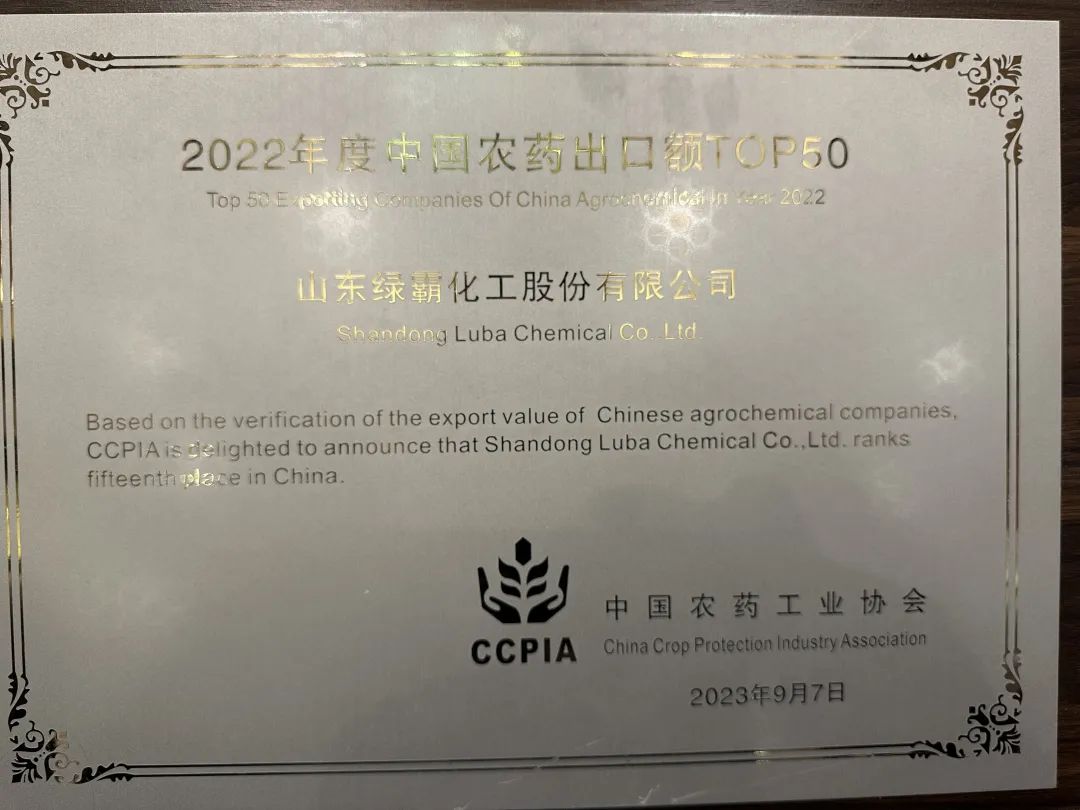 2022年度中国农药出口额TOP50
Top 50 Exporting Companies Of China Agrochemical In Year 2022
山东绿霸化工股份有限公司
Shandong Luba Chemical Co.,Ltd.
Based on the verification of the export value of Chinese agrochemical companies,
CCPIA is delighted to announce that Shandong Luba Chemical Co.,Ltd. ranks
fifteenth place in China.
CCPIA
中国农药工业协会
China Crop Protection Industry Association
2023年9月7日